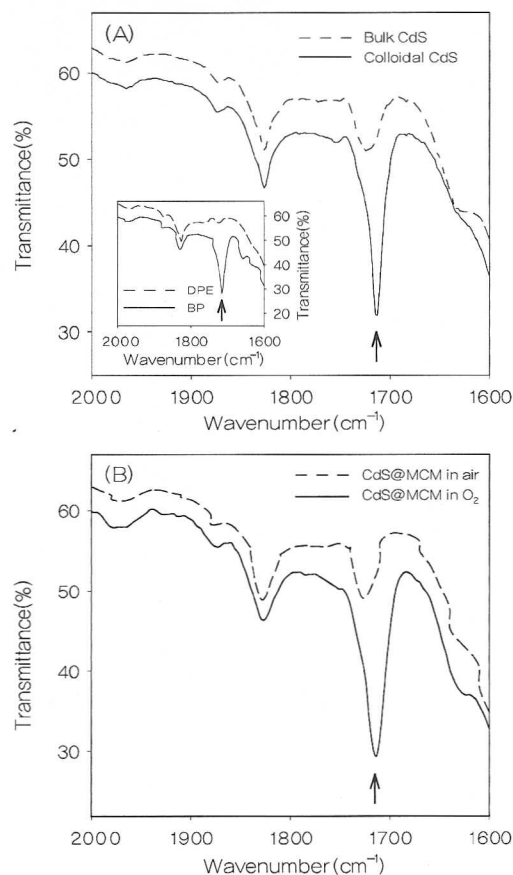 (A)
Bulk CdS
Colloidal CdS
60
50
40
30
Transmittance(%)
60
50
40
30
20
Transmittance(%)
DPE
BP
2000 1800 1600
Wavenumber(cm⁻¹)
2000 1900 1800 1700 1600
Wavenumber(cm⁻¹)
(B)
CdS@MCM in air
CdS@MCM in O₂
60
50
40
30
Transmittance(%)
2000 1900 1800 1700 1600
Wavenumber(cm⁻¹)